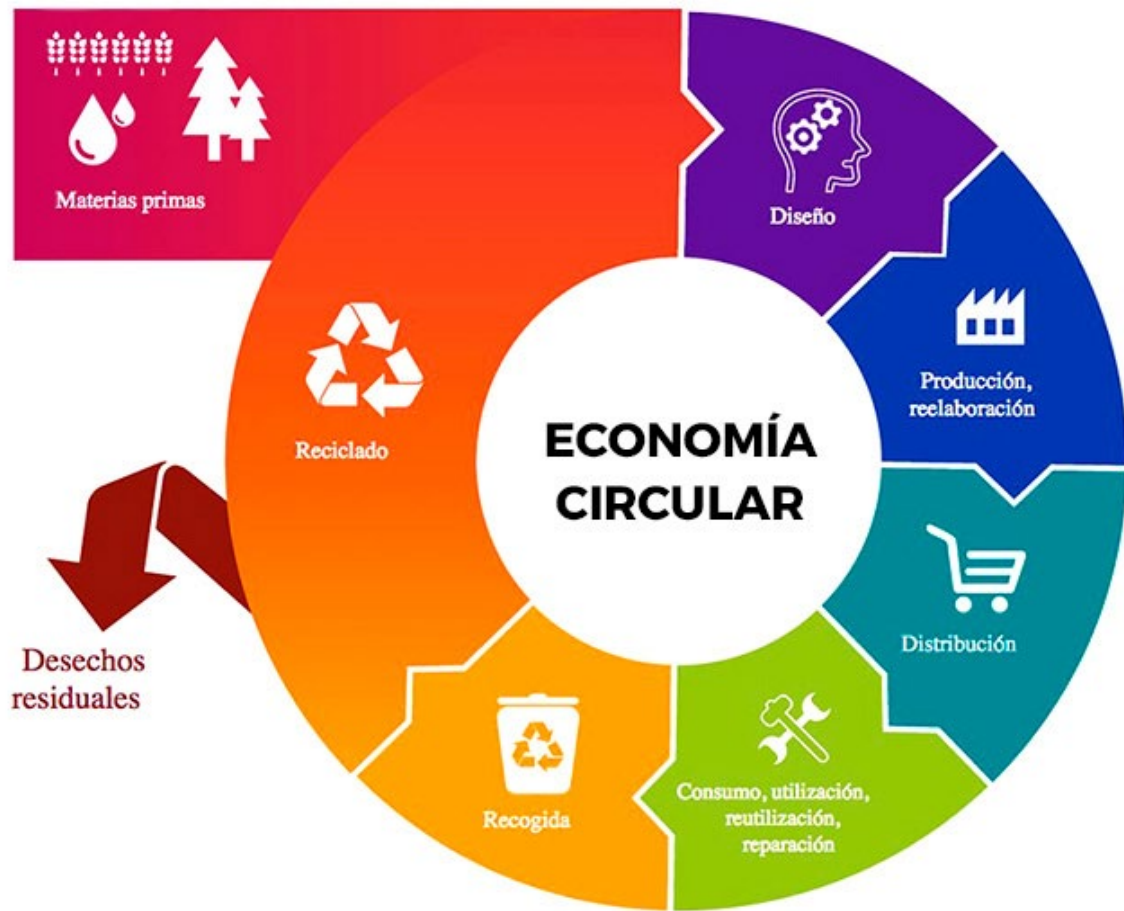 Materias primas
Diseño
Producción,
reelaboración
Distribución
Consumo, utilización,
reutilización,
reparación
Recogida
Reciclado
Desechos
residuales
ECONOMÍA
CIRCULAR